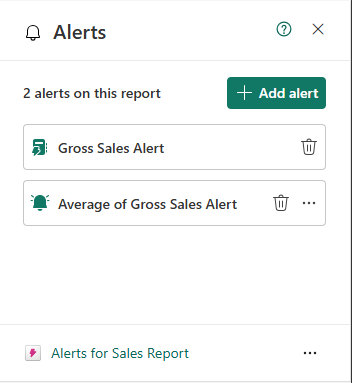 Alerts
2 alerts on this report
Add alert
Gross Sales Alert
Average of Gross Sales Alert
Alerts for Sales Report